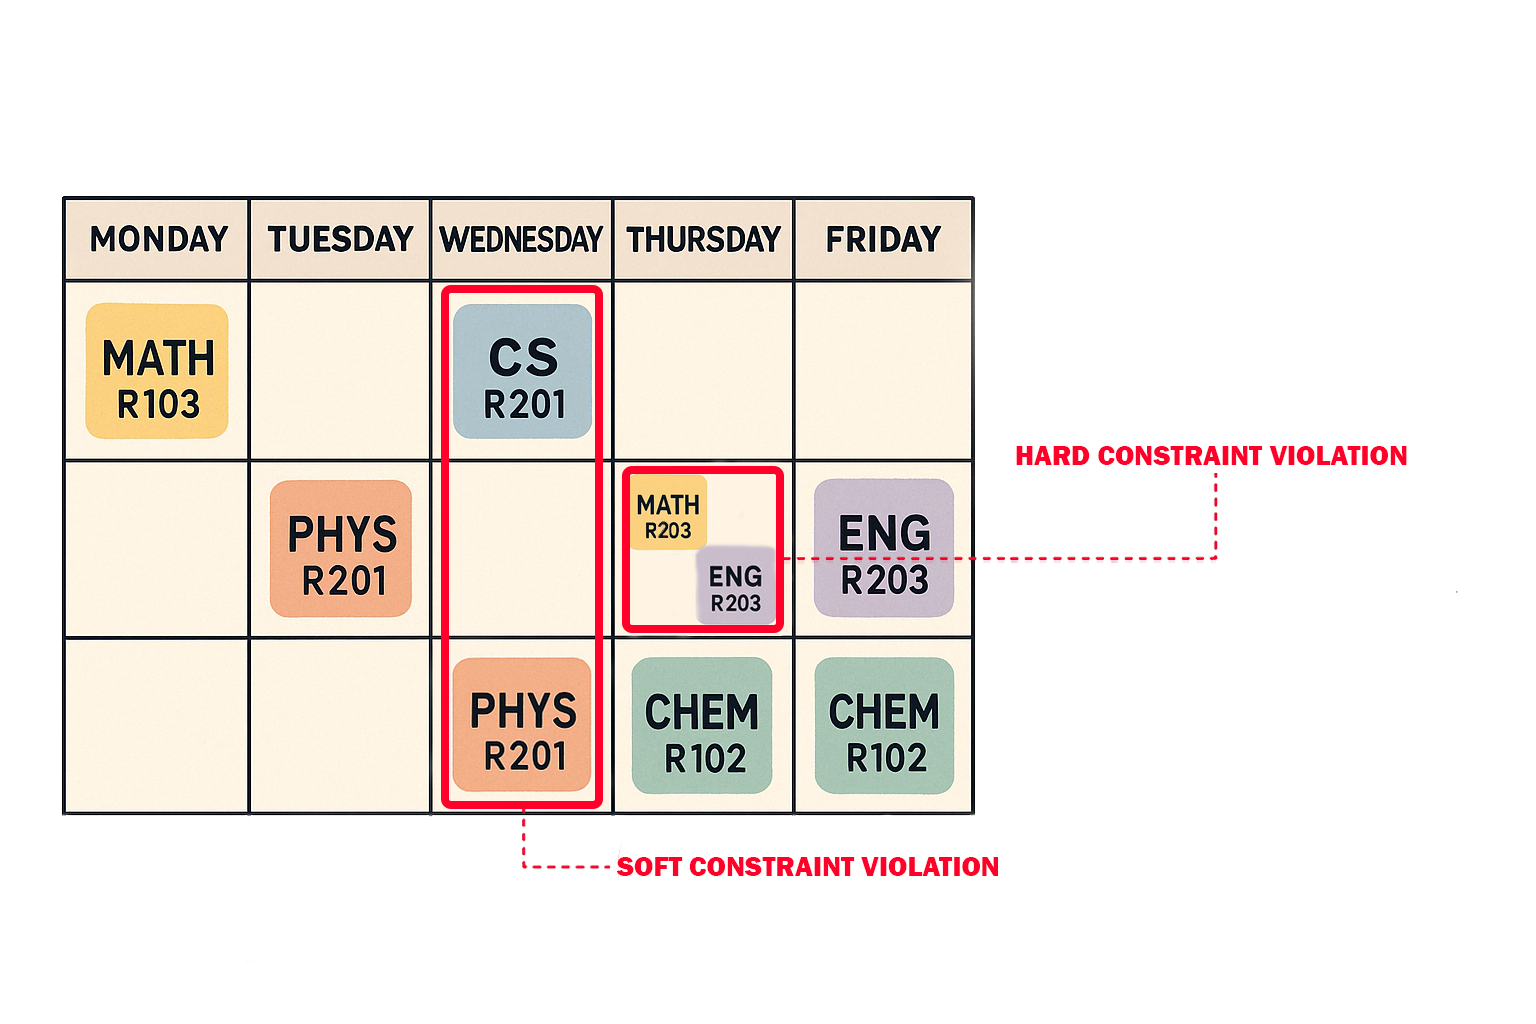 MONDAY
TUESDAY
WEDNESDAY
THURSDAY
FRIDAY
MATH
R103
CS
R201
HARD CONSTRAINT VIOLATION
PHYS
R201
MATH
R203
ENG
R203
ENG
R203
PHYS
R201
CHEM
R102
CHEM
R102
SOFT CONSTRAINT VIOLATION